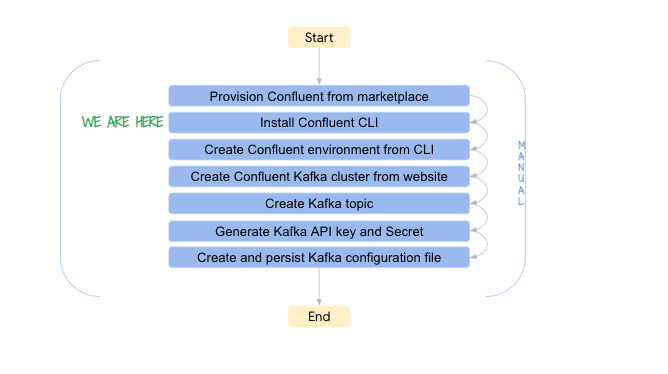 Start
Provision Confluent from marketplace
WE ARE HERE
Install Confluent CLI
Create Confluent environment from CLI
Create Confluent Kafka cluster from website
Create Kafka topic
Generate Kafka API key and Secret
Create and persist Kafka configuration file
MANUAL
End